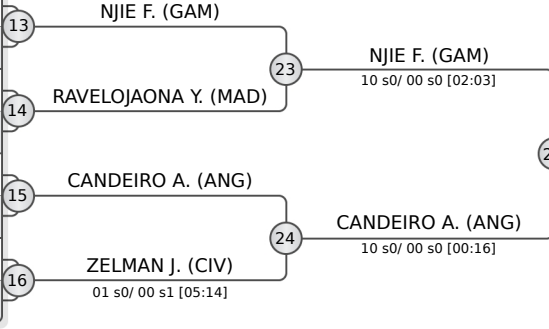 13
NJIE F. (GAM)
23
NJIE F. (GAM)
10 s0/ 00 s0 [02:03]
14
RAVELOJAONA Y. (MAD)
15
CANDEIRO A. (ANG)
24
CANDEIRO A. (ANG)
10 s0/ 00 s0 [00:16]
16
ZELMAN J. (CIV)
01 s0/ 00 s1 [05:14]